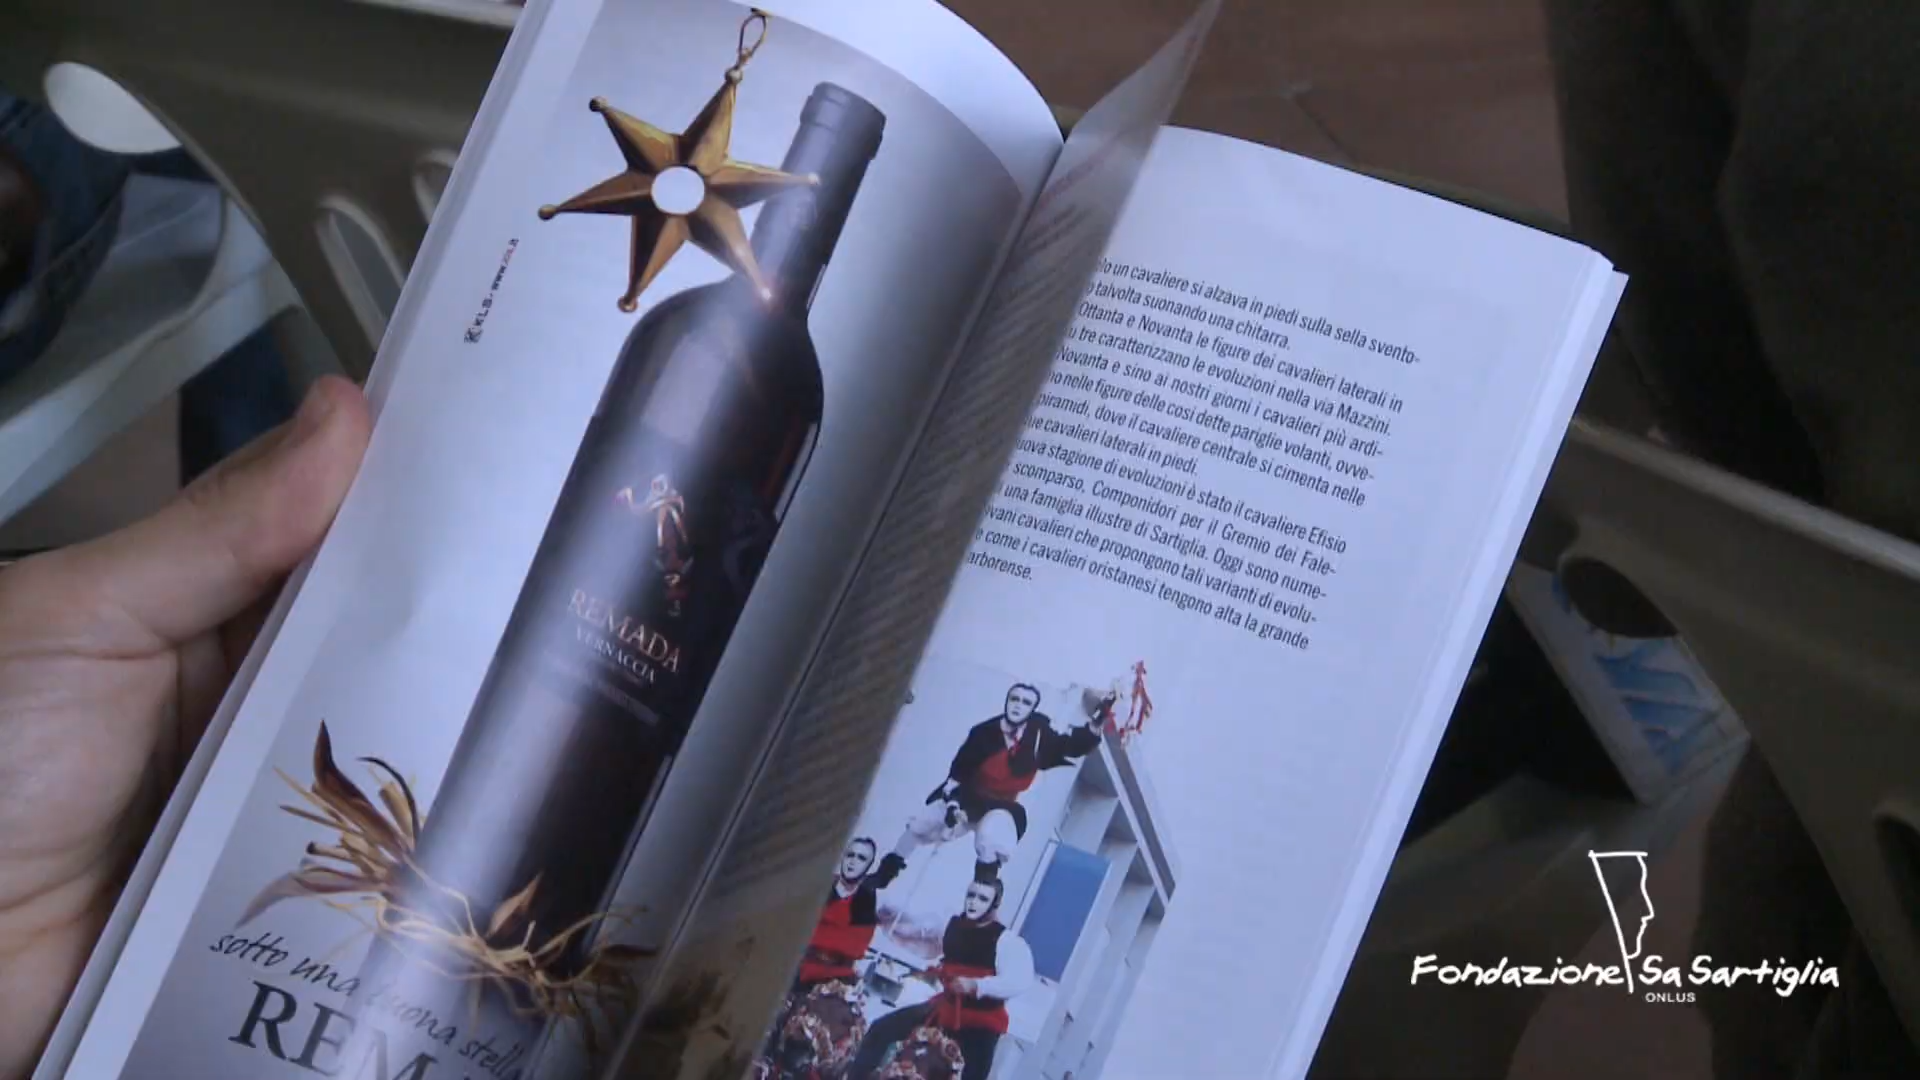 KLS. www.
REMADA
VERNACCIA
sotto una buona stella
REM
un cavaliere si alzava in piedi sulla sella svento-
talvolta suonando una chitarra.
Ottanta e Novanta le figure dei cavalieri laterali in
tre caratterizzano le evoluzioni nella via Mazzini.
Novanta e sino ai nostri giorni i cavalieri più ardi-
nelle figure delle cosi dette pariglie volanti, ovve-
piramidi, dove il cavaliere centrale si cimenta nelle
cavalieri laterali in piedi.
stagione di evoluzioni è stato il cavaliere Efisio
scomparso, Componidori per il Gremio dei Fale-
una famiglia illustre di Sartiglia. Oggi sono nume-
cavalieri che propongono tali varianti di evolu-
e come i cavalieri oristanesi tengono alta la grande
arborense.
Fondazione Sa Sartiglia
ONLUS